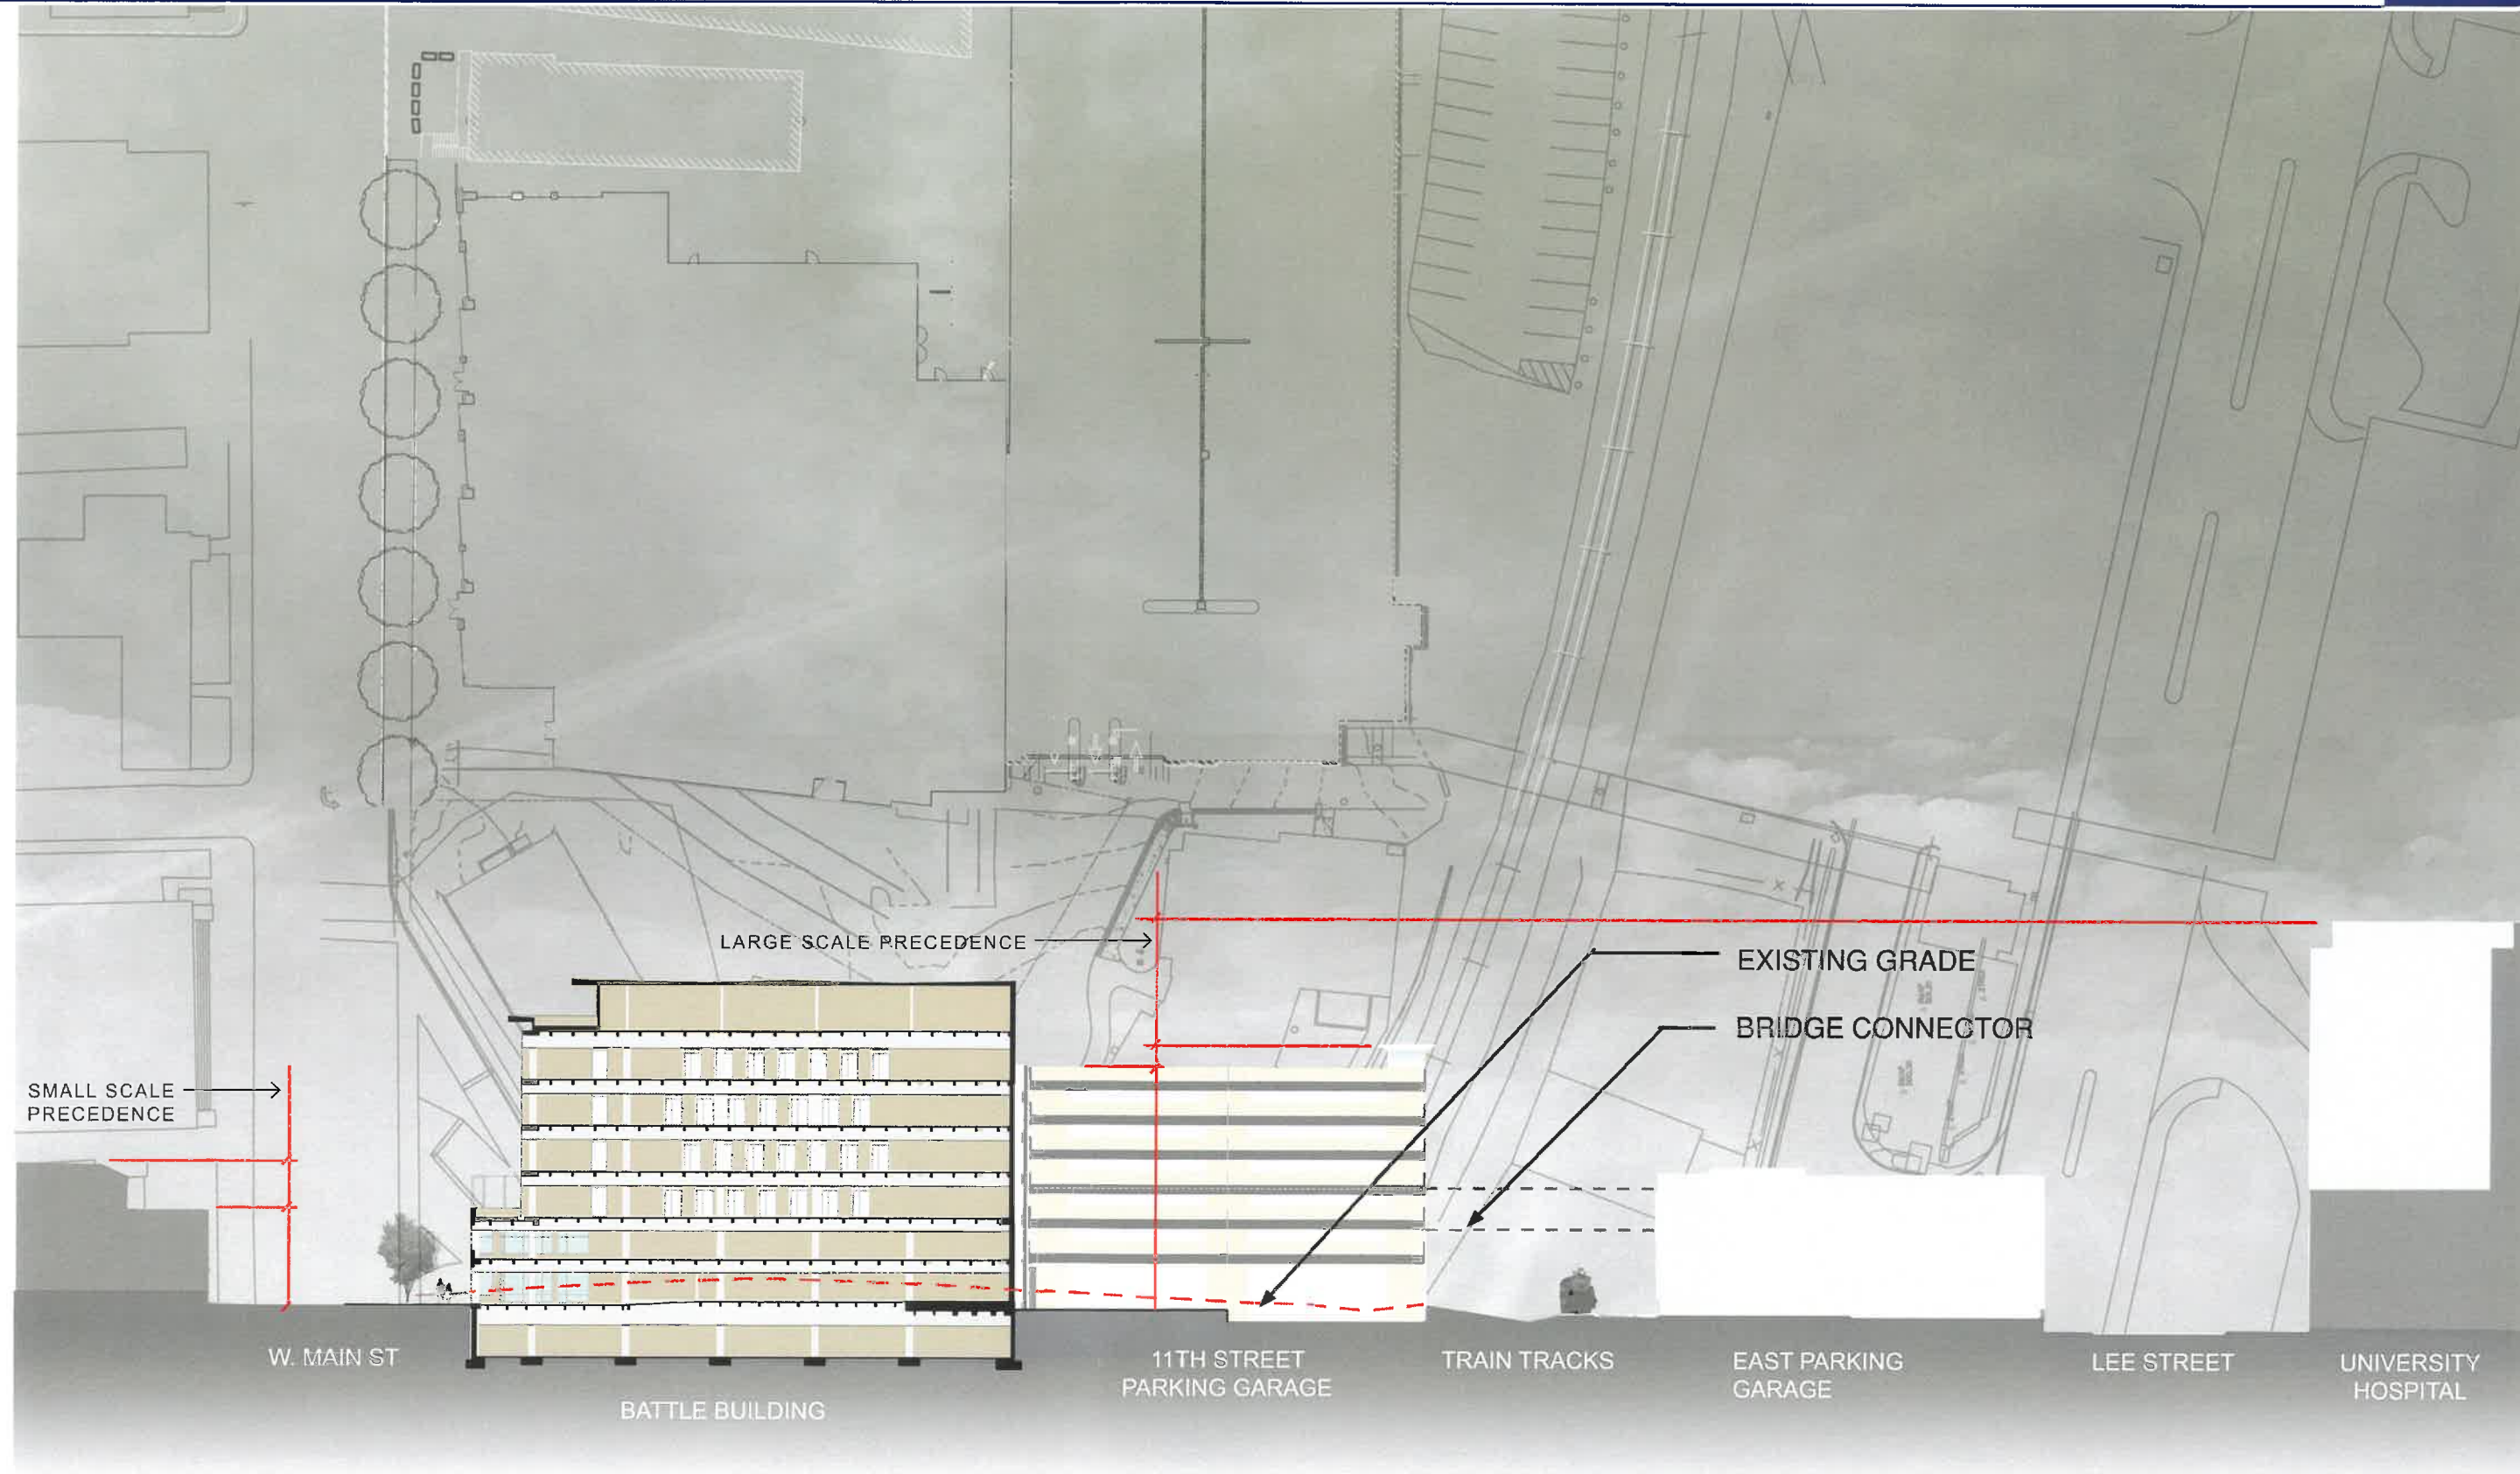 LARGE SCALE PRECEDENCE
EXISTING GRADE
BRIDGE CONNECTOR
SMALL SCALE
PRECEDENCE
W. MAIN ST
BATTLE BUILDING
11TH STREET
PARKING GARAGE
TRAIN TRACKS
EAST PARKING
GARAGE
LEE STREET
UNIVERSITY
HOSPITAL